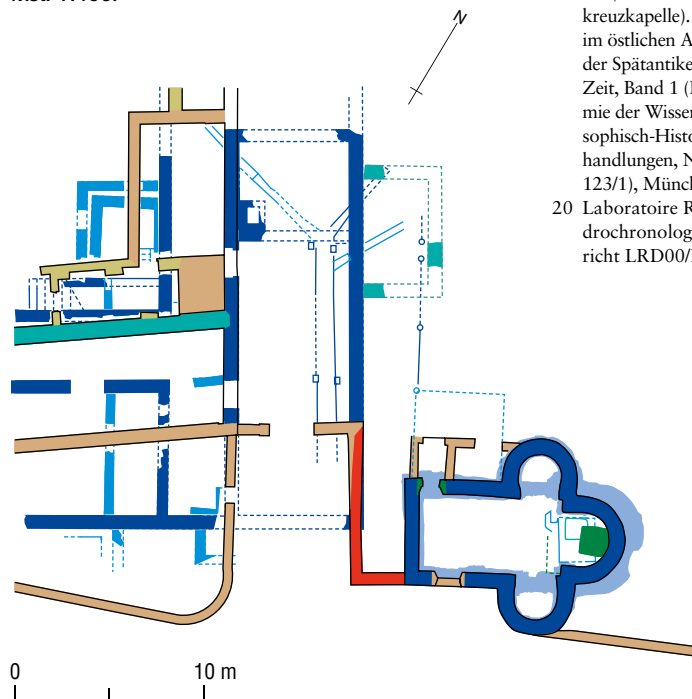 kreuzkapelle).
im östlichen A
der Spätantike
Zeit, Band 1 (
mie der Wissen
sophisch-Histo
handlungen, N
123/1), Münch
20 Laboratoire R
drochronolog
richt LRD00/
N
0 10 m